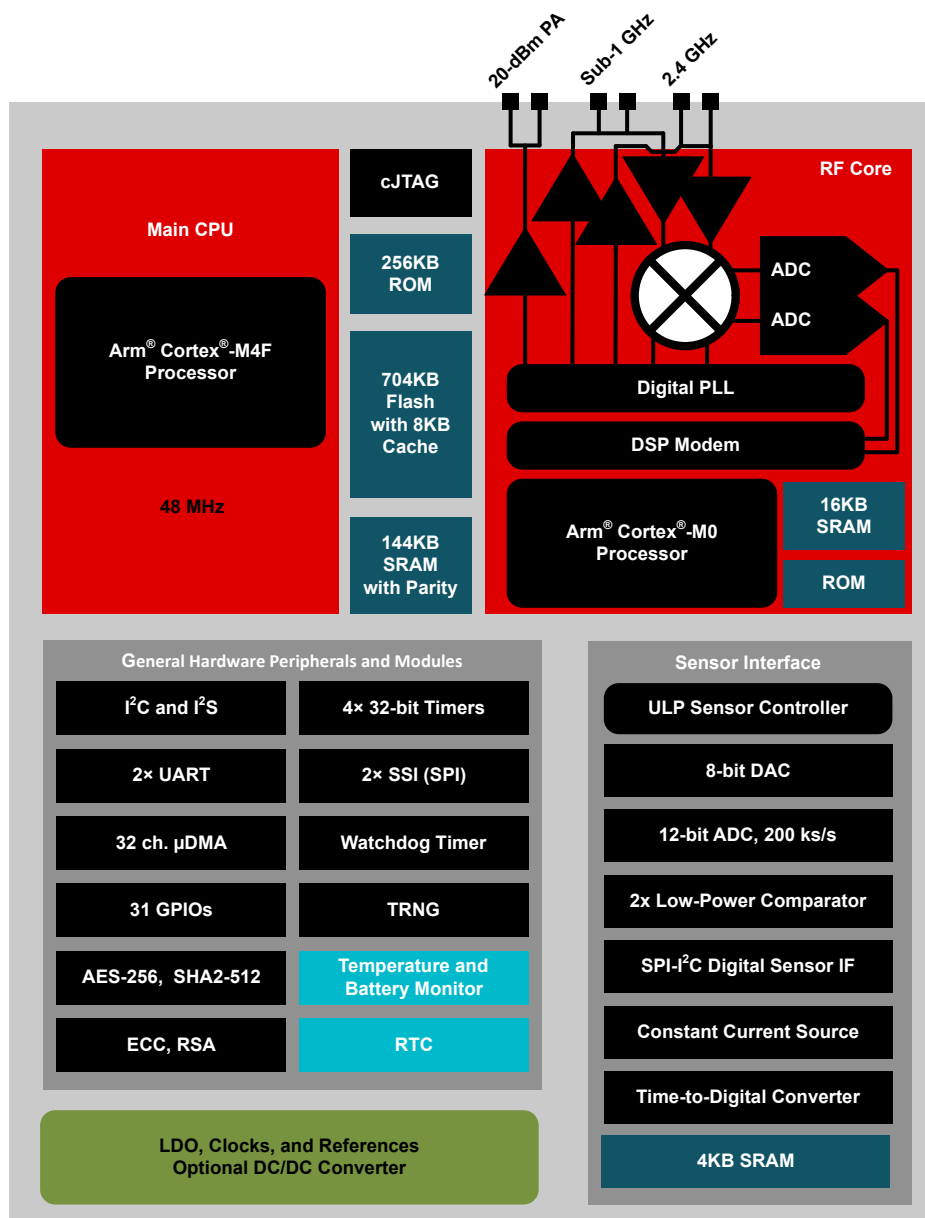 20-dBm PA
Sub-1 GHz
2.4 GHz
Main CPU
Arm® Cortex®-M4F
Processor
48 MHz
cJTAG
256KB
ROM
704KB
Flash
with 8KB
Cache
144KB
SRAM
with Parity
RF Core
ADC
ADC
Digital PLL
DSP Modem
Arm® Cortex®-M0
Processor
16KB
SRAM
ROM
General Hardware Peripherals and Modules
I²C and I²S
4× 32-bit Timers
2× UART
2× SSI (SPI)
32 ch. µDMA
Watchdog Timer
31 GPIOs
TRNG
AES-256, SHA2-512
Temperature and
Battery Monitor
ECC, RSA
RTC
LDO, Clocks, and References
Optional DC/DC Converter
Sensor Interface
ULP Sensor Controller
8-bit DAC
12-bit ADC, 200 ks/s
2x Low-Power Comparator
SPI-I²C Digital Sensor IF
Constant Current Source
Time-to-Digital Converter
4KB SRAM